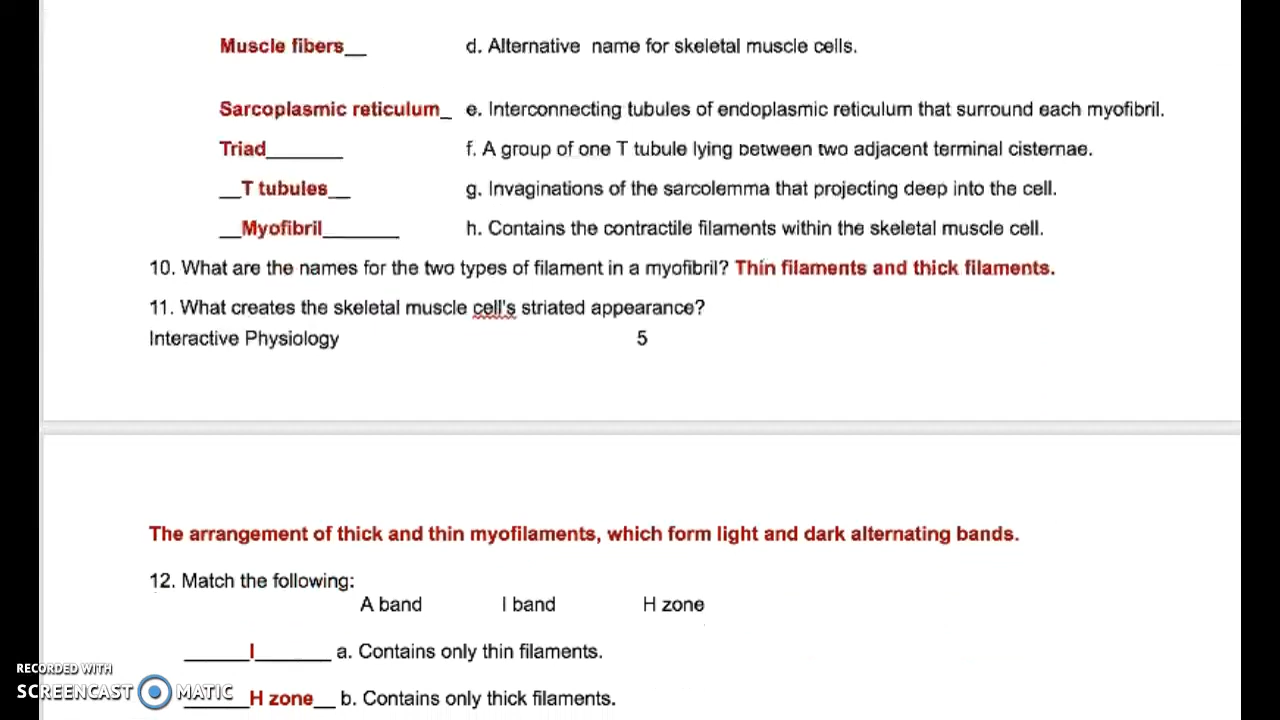 Muscle fibers__ d. Alternative name for skeletal muscle cells.
Sarcoplasmic reticulum_ e. Interconnecting tubules of endoplasmic reticulum that surround each myofibril.
Triad_______ f. A group of one T tubule lying between two adjacent terminal cisternae.
__T tubules__ g. Invaginations of the sarcolemma that projecting deep into the cell.
__Myofibril_______ h. Contains the contractile filaments within the skeletal muscle cell.
10. What are the names for the two types of filament in a myofibril? Thin filaments and thick filaments.
11. What creates the skeletal muscle cell's striated appearance?
Interactive Physiology 5
The arrangement of thick and thin myofilaments, which form light and dark alternating bands.
12. Match the following:
A band I band H zone
______I_______ a. Contains only thin filaments.
______H zone__ b. Contains only thick filaments.
RECORDED WITH
SCREENCAST MATIC